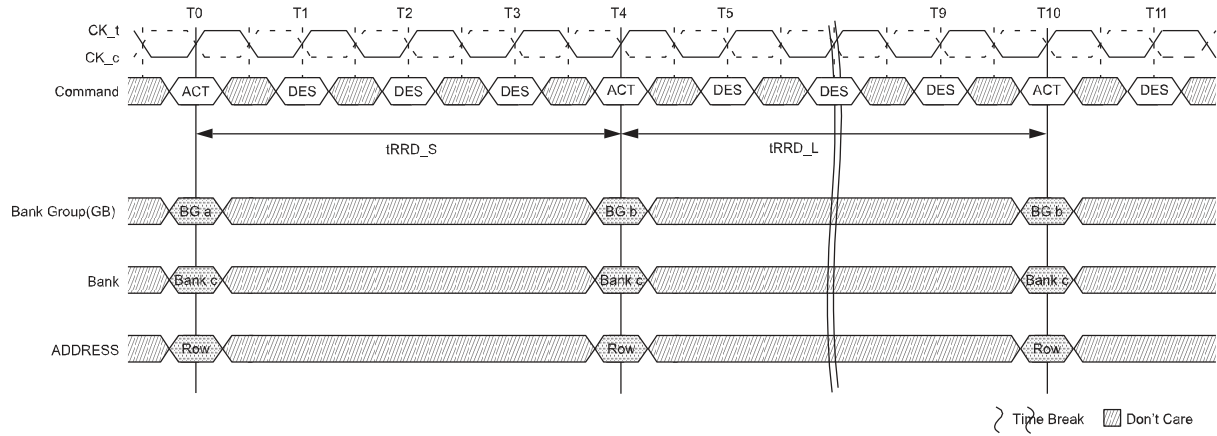 T0 T1 T2 T3 T4 T5 T9 T10 T11
CK_t
CK_c
Command ACT DES DES DES ACT DES DES DES ACT DES
tRRD_S tRRD_L
Bank Group(GB) BG a BG b BG b
Bank Bank c Bank c Bank c
ADDRESS Row Row Row
Time Break Don't Care